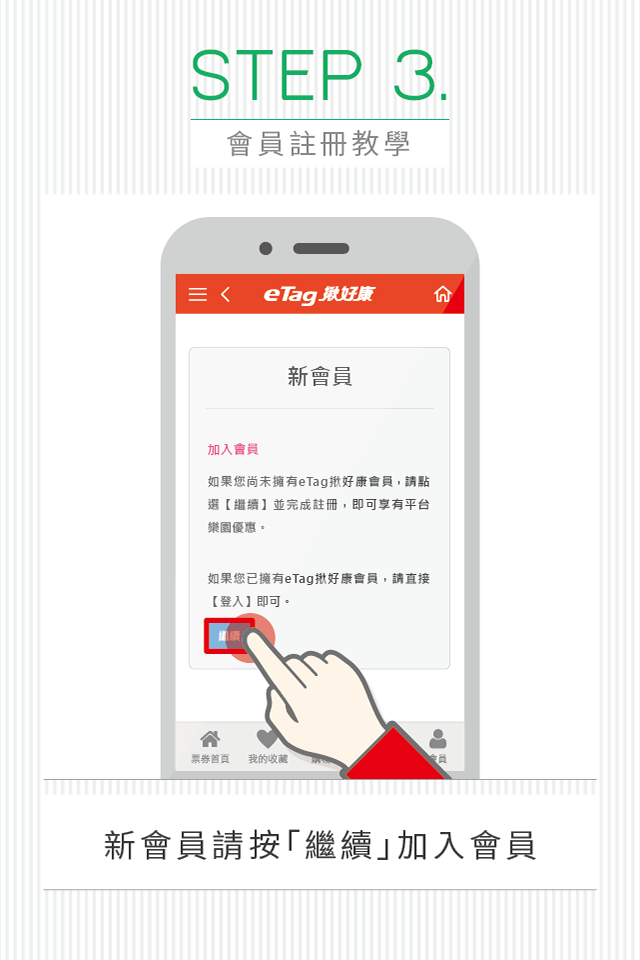 STEP 3.
會員註冊教學
eTag 揪好康
新會員
加入會員
如果您尚未擁有eTag揪好康會員，請點
選【繼續】並完成註冊，即可享有平台
樂園優惠。
如果您已擁有eTag揪好康會員，請直接
【登入】即可。
繼續
票券首頁 我的收藏
新會員請按「繼續」加入會員